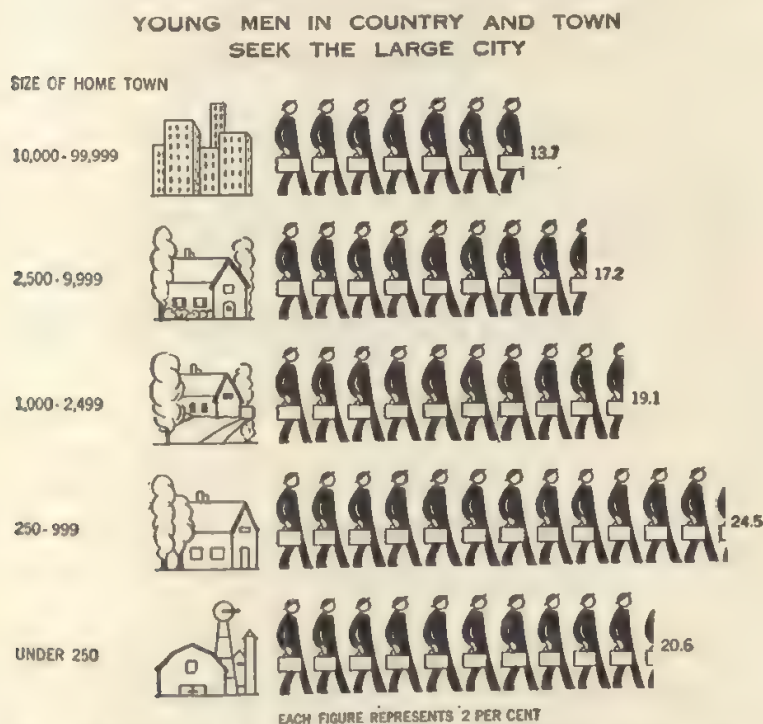 YOUNG MEN IN COUNTRY AND TOWN
SEEK THE LARGE CITY
SIZE OF HOME TOWN
10,000 - 99,999
13.7
2,500 - 9,999
17.2
1,000 - 2,499
19.1
250 - 999
24.5
UNDER 250
20.6
EACH FIGURE REPRESENTS 2 PER CENT